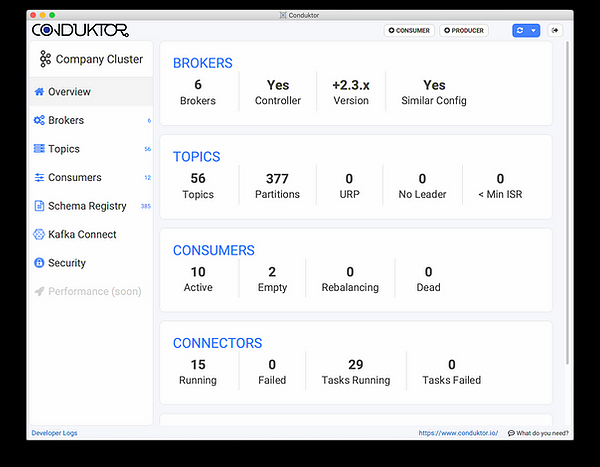 Conduktor
CONDUKTOR
CONSUMER
PRODUCER
Company Cluster
Overview
Brokers 6
Topics 56
Consumers 12
Schema Registry 385
Kafka Connect
Security
Performance (soon)
BROKERS
6 Yes +2.3.x Yes
Brokers Controller Version Similar Config
TOPICS
56 377 0 0 0
Topics Partitions URP No Leader < Min ISR
CONSUMERS
10 2 0 0
Active Empty Rebalancing Dead
CONNECTORS
15 0 29 0
Running Failed Tasks Running Tasks Failed
Developer Logs https://www.conduktor.io/ What do you need?